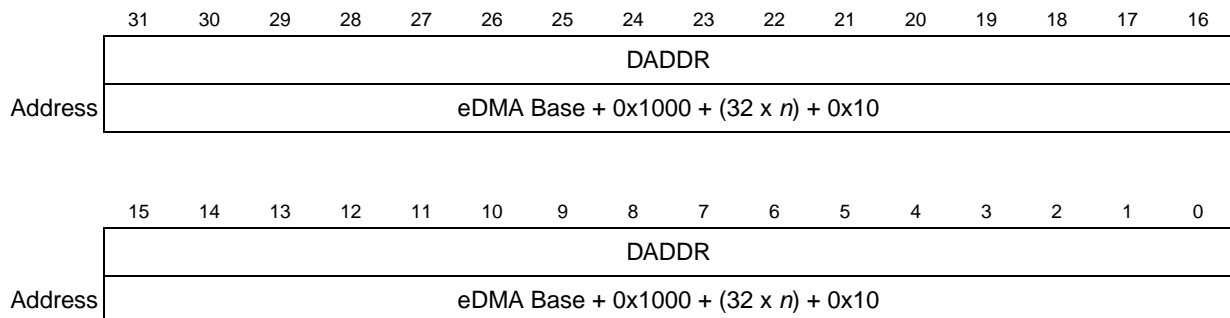 31 30 29 28 27 26 25 24 23 22 21 20 19 18 17 16
DADDR
Address eDMA Base + 0x1000 + (32 x n) + 0x10
15 14 13 12 11 10 9 8 7 6 5 4 3 2 1 0
DADDR
Address eDMA Base + 0x1000 + (32 x n) + 0x10